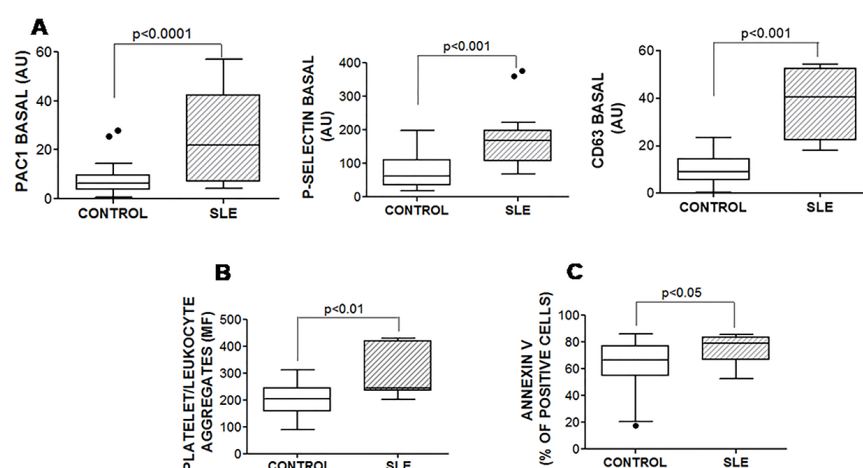 A
p<0.0001
PAC1 BASAL (AU)
60
40
20
0
CONTROL SLE
p<0.001
P-SELECTIN BASAL
(AU)
400
300
200
100
0
CONTROL SLE
p<0.001
CD63 BASAL
(AU)
60
40
20
0
CONTROL SLE
B
p<0.01
PLATELET/LEUKOCYTE
AGGREGATES (MF)
500
400
300
200
100
0
CONTROL SLE
C
p<0.05
ANNEXIN V
(% OF POSITIVE CELLS)
100
80
60
40
20
0
CONTROL SLE